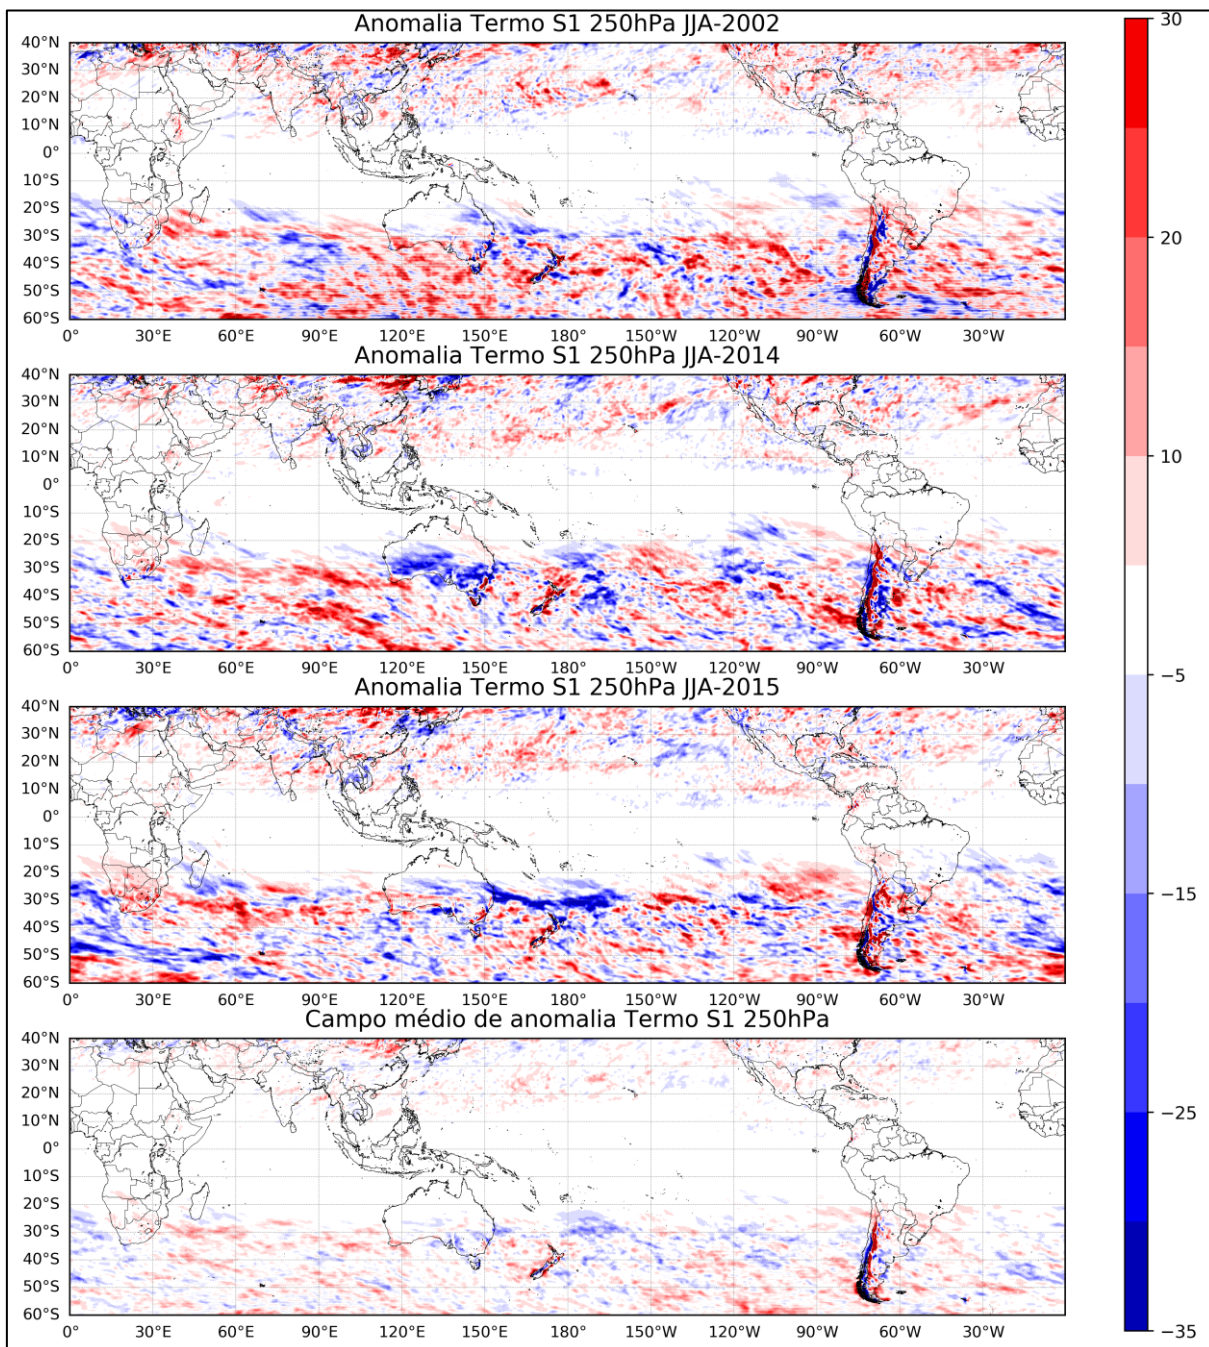 Anomalia Termo S1 250hPa JJA-2002
40°N
30°N
20°N
10°N
0°
10°S
20°S
30°S
40°S
50°S
60°S
0° 30°E 60°E 90°E 120°E 150°E 180° 150°W 120°W 90°W 60°W 30°W
Anomalia Termo S1 250hPa JJA-2014
40°N
30°N
20°N
10°N
0°
10°S
20°S
30°S
40°S
50°S
60°S
0° 30°E 60°E 90°E 120°E 150°E 180° 150°W 120°W 90°W 60°W 30°W
Anomalia Termo S1 250hPa JJA-2015
40°N
30°N
20°N
10°N
0°
10°S
20°S
30°S
40°S
50°S
60°S
0° 30°E 60°E 90°E 120°E 150°E 180° 150°W 120°W 90°W 60°W 30°W
Campo médio de anomalia Termo S1 250hPa
40°N
30°N
20°N
10°N
0°
10°S
20°S
30°S
40°S
50°S
60°S
0° 30°E 60°E 90°E 120°E 150°E 180° 150°W 120°W 90°W 60°W 30°W
30
20
10
−5
−15
−25
−35